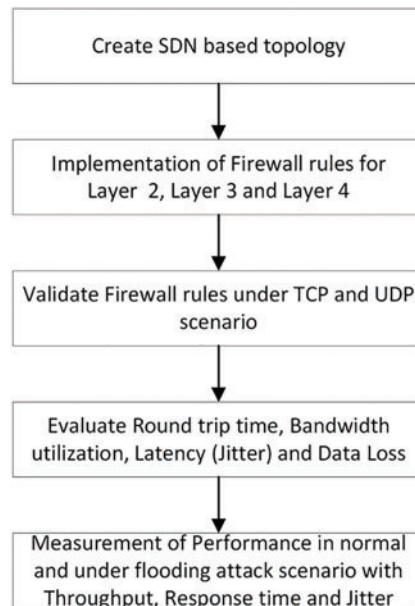 Create SDN based topology
Implementation of Firewall rules for
Layer 2, Layer 3 and Layer 4
Validate Firewall rules under TCP and UDP
scenario
Evaluate Round trip time, Bandwidth
utilization, Latency (Jitter) and Data Loss
Measurement of Performance in normal
and under flooding attack scenario with
Throughput, Response time and Jitter